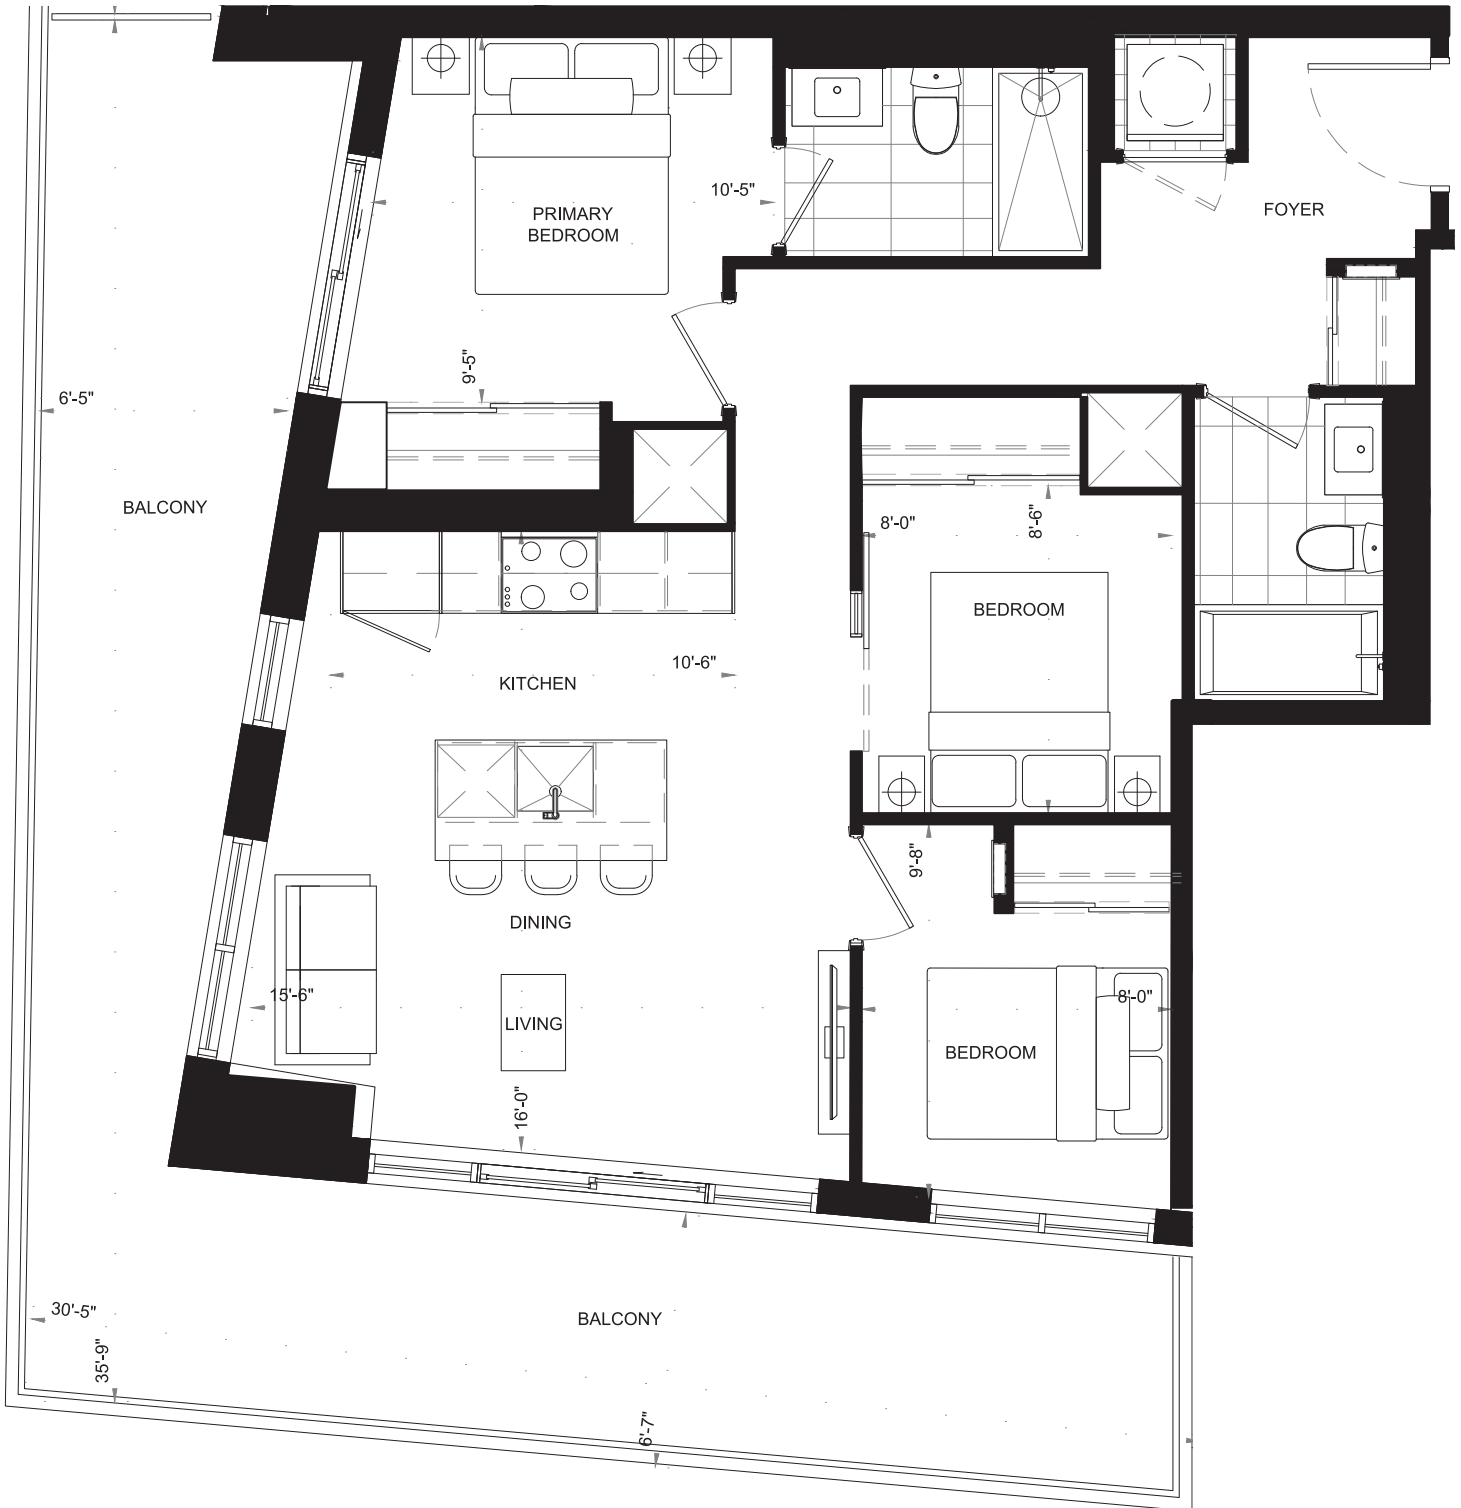 10'-5"
PRIMARY
BEDROOM
FOYER
9'-5"
6'-5"
BALCONY
8'-0"
8'-6"
BEDROOM
10'-6"
KITCHEN
9'-8"
DINING
15'-6"
8'-0"
LIVING
BEDROOM
16'-0"
30'-5"
BALCONY
35'-9"
6'-7"